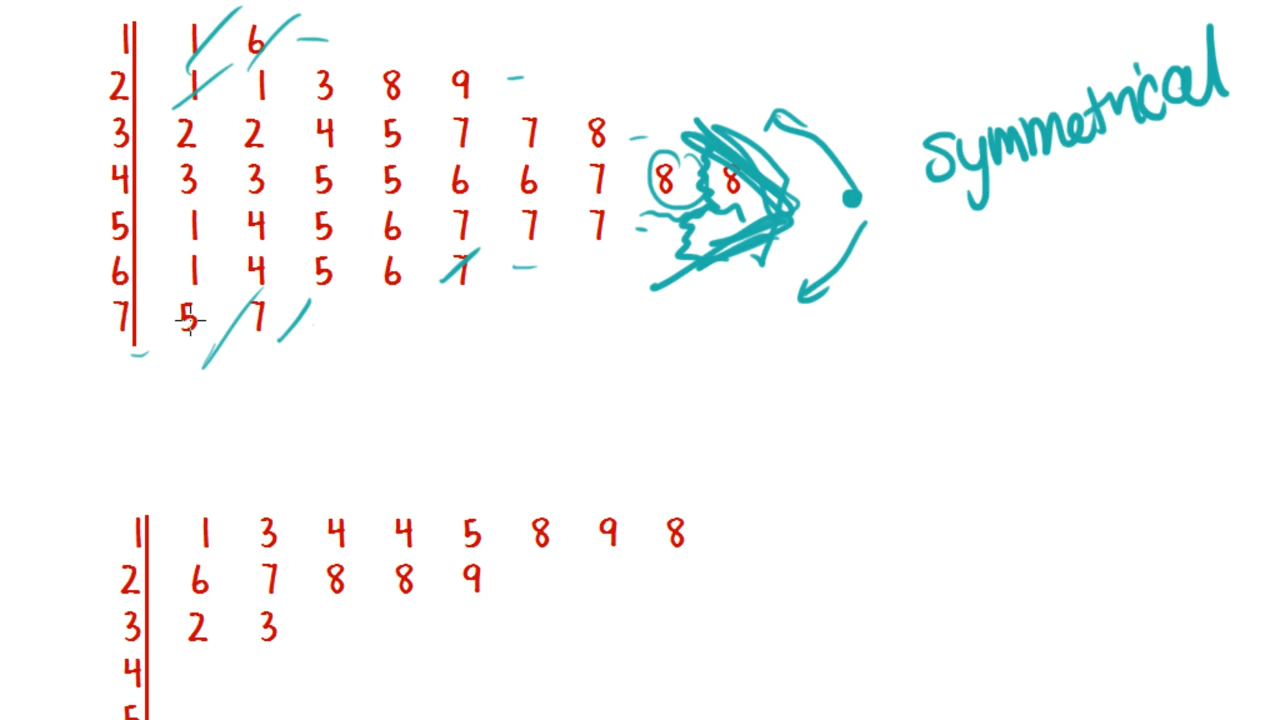 1 | 1 6
2 | 1 1 3 8 9
3 | 2 2 4 5 7 7 8
4 | 3 3 5 5 6 6 7 8 8
5 | 1 4 5 6 7 7 7
6 | 1 4 5 6 7
7 | 5 7
symmetrical
1 | 1 3 4 4 5 8 9 8
2 | 6 7 8 8 9
3 | 2 3
4 |
5 |